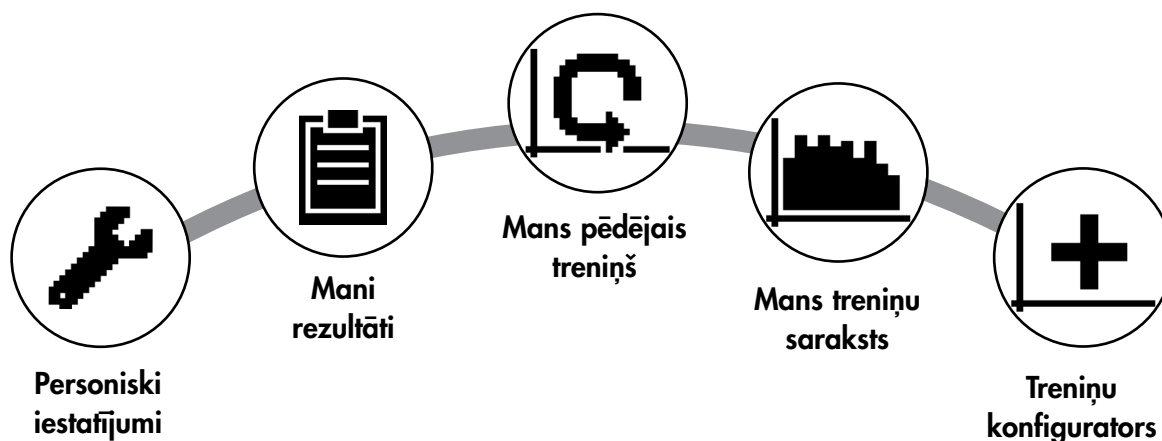 Personiski
iestatījumi
Mani
rezultāti
Mans pēdējais
treniņš
Mans treniņu
saraksts
Treniņu
konfigurators